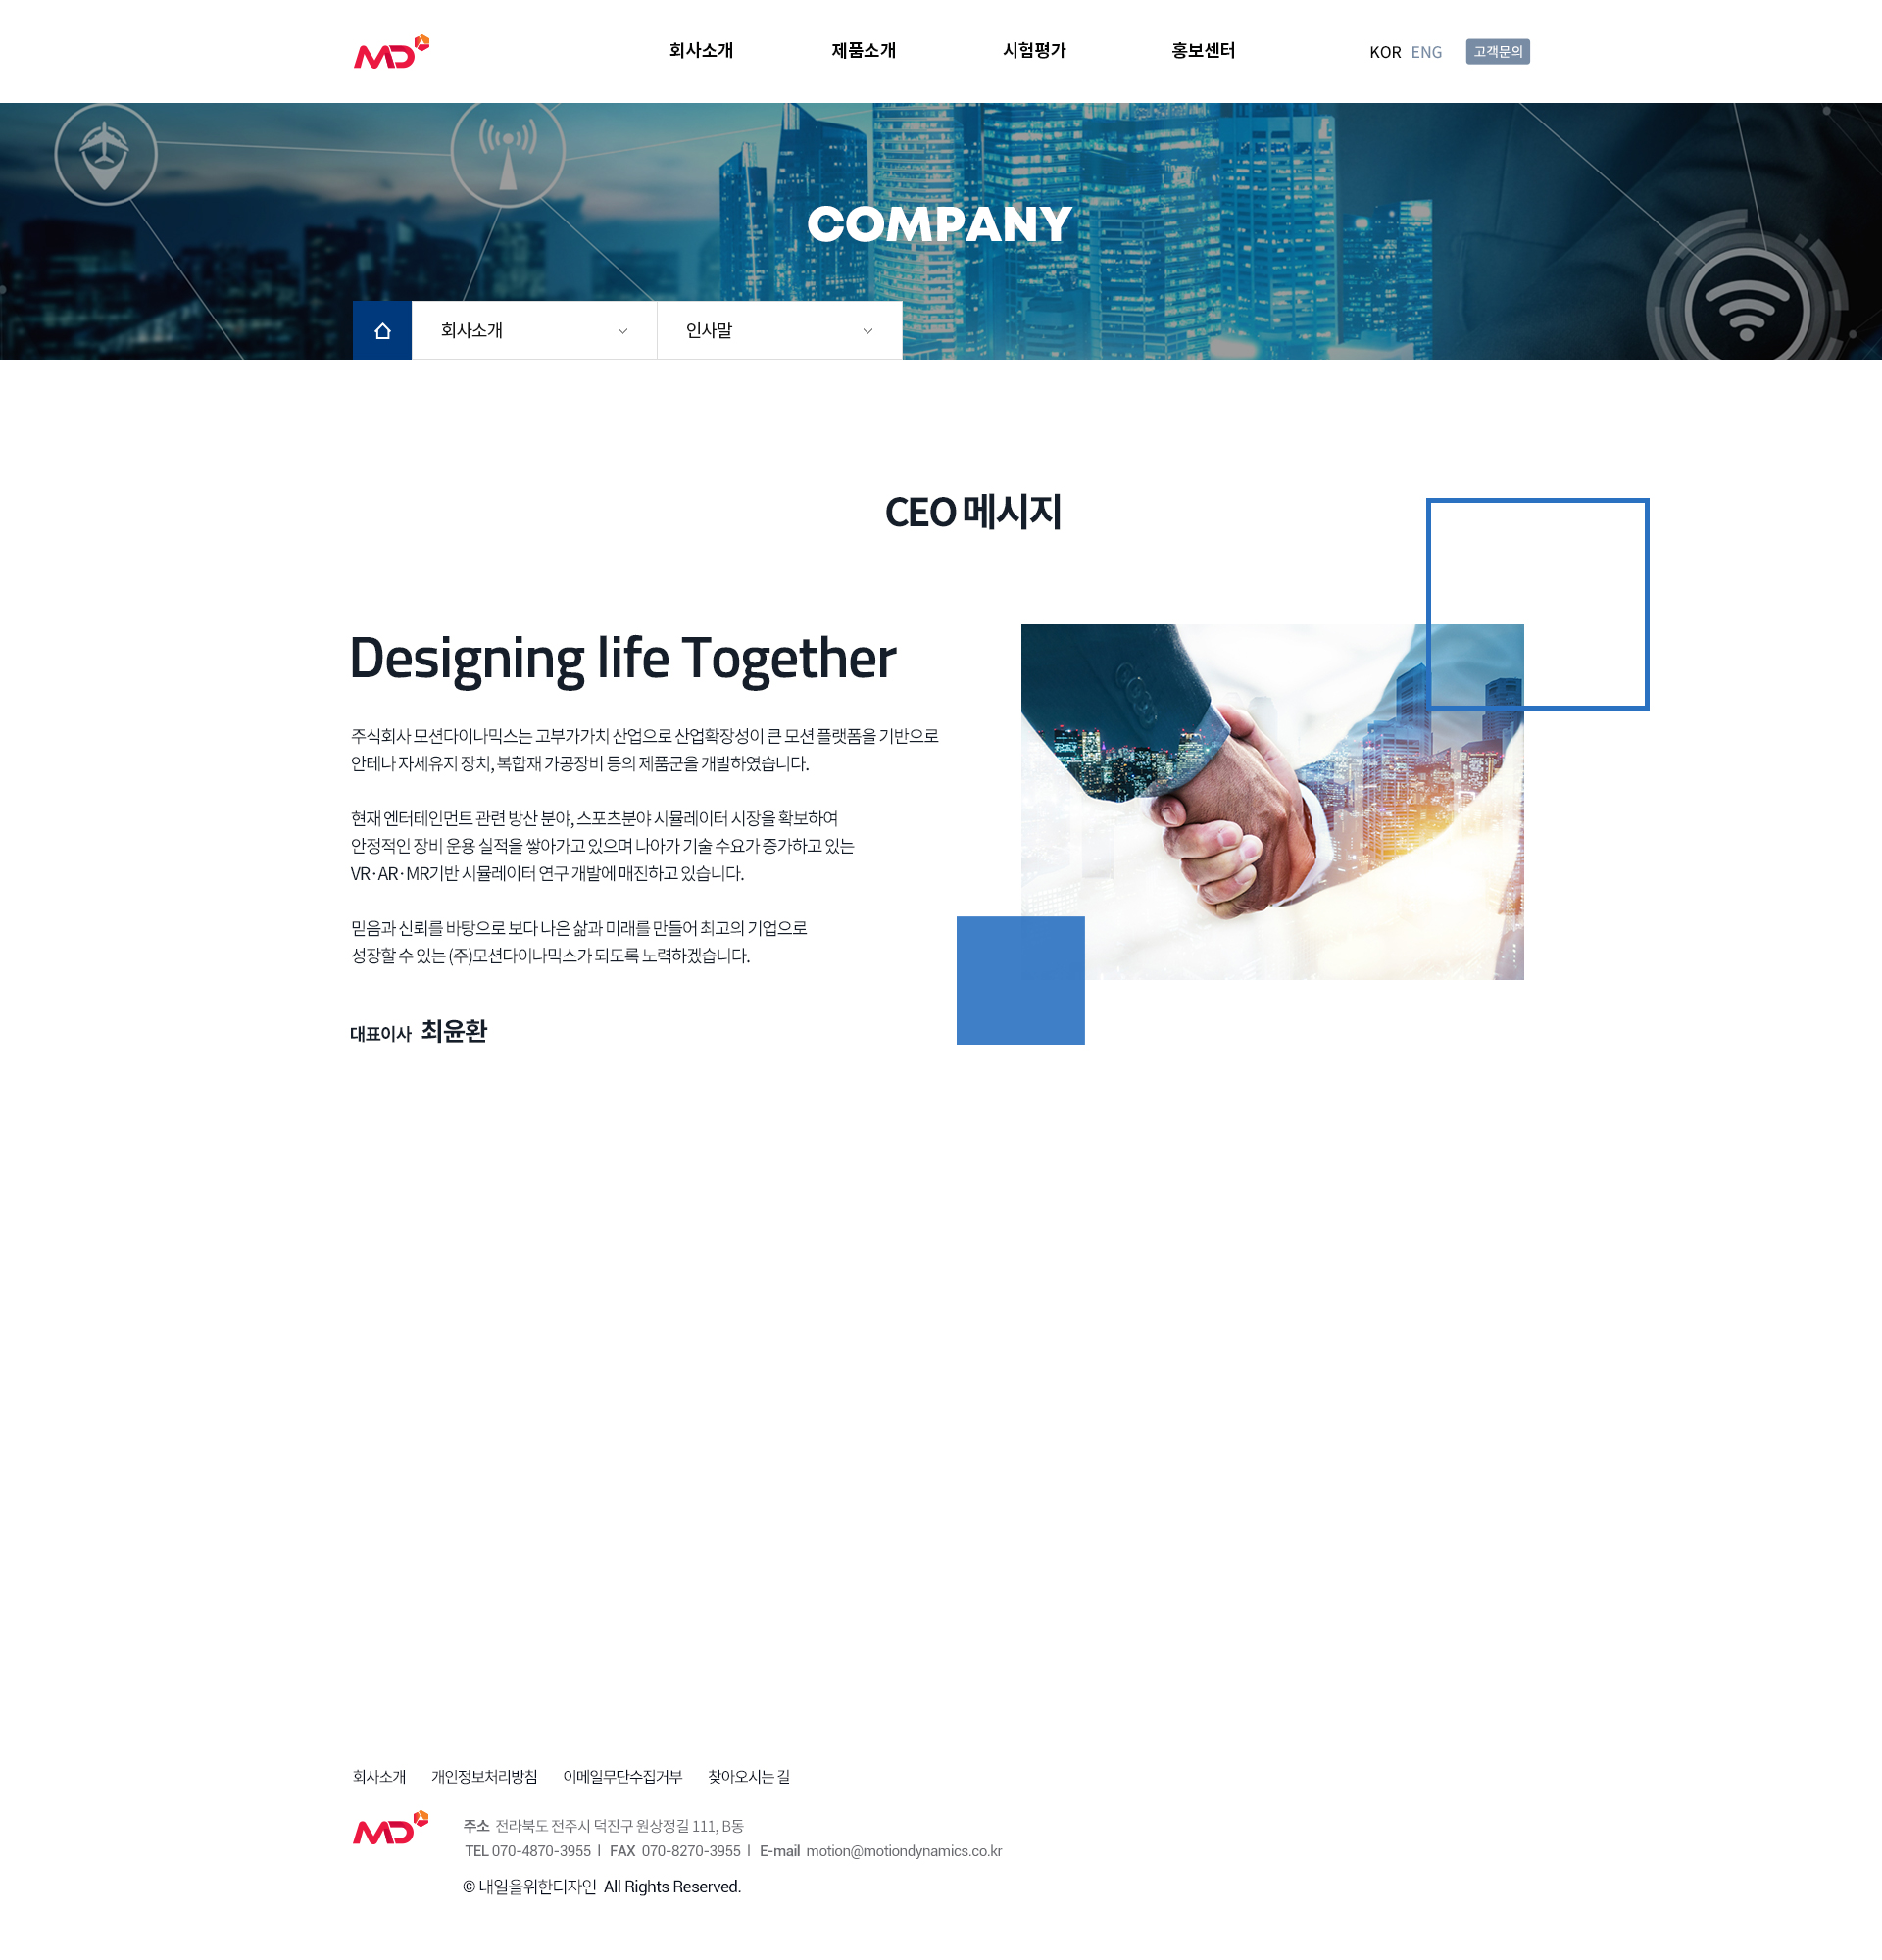 MD
회사소개 제품소개 시험평가 홍보센터 KOR ENG 고객문의
COMPANY
회사소개 인사말
CEO 메시지
Designing life Together
주식회사 모션다이나믹스는 고부가가치 산업으로 산업확장성이 큰 모션 플랫폼을 기반으로
안테나 자세유지 장치, 복합재 가공장비 등의 제품군을 개발하였습니다.
현재 엔터테인먼트 관련 방산 분야, 스포츠분야 시뮬레이터 시장을 확보하여
안정적인 장비 운용 실적을 쌓아가고 있으며 나아가 기술 수요가 증가하고 있는
VR·AR·MR기반 시뮬레이터 연구 개발에 매진하고 있습니다.
믿음과 신뢰를 바탕으로 보다 나은 삶과 미래를 만들어 최고의 기업으로
성장할 수 있는 (주)모션다이나믹스가 되도록 노력하겠습니다.
대표이사 최윤환
회사소개 개인정보처리방침 이메일무단수집거부 찾아오시는 길
MD
주소 전라북도 전주시 덕진구 원상정길 111, B동
TEL 070-4870-3955 | FAX 070-8270-3955 | E-mail motion@motiondynamics.co.kr
© 내일을위한디자인 All Rights Reserved.